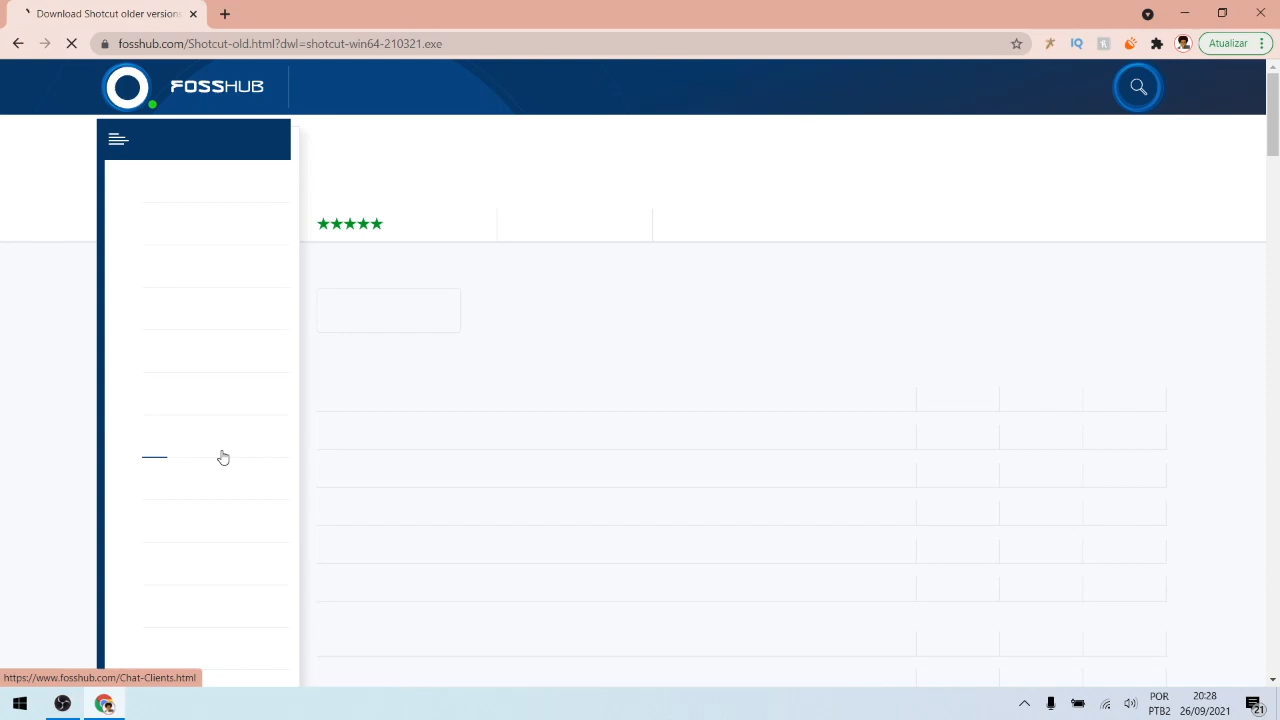 Download Shotcut older versions
fosshub.com/Shotcut-old.html?dwl=shotcut-win64-210321.exe
IQ
Atualizar
FOSSHUB
https://www.fosshub.com/Chat-Clients.html
POR
PTB2
20:28
26/09/2021
21